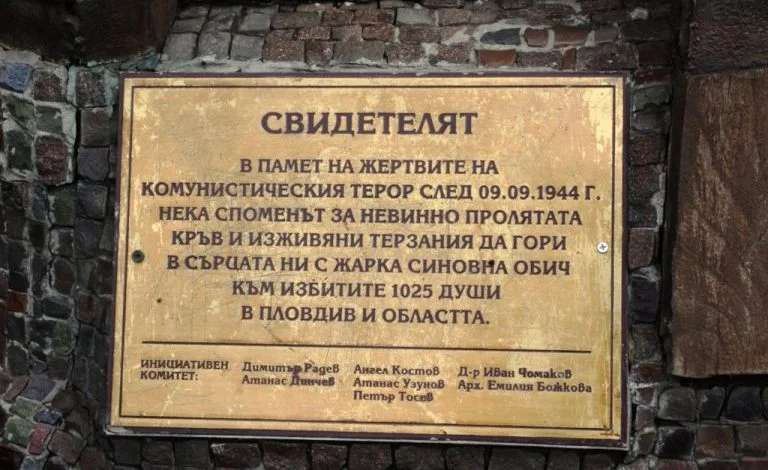 СВИДЕТЕЛЯТ
В ПАМЕТ НА ЖЕРТВИТЕ НА
КОМУНИСТИЧЕСКИЯ ТЕРОР СЛЕД 09.09.1944 Г.
НЕКА СПОМЕНЪТ ЗА НЕВИННО ПРОЛЯТАТА
КРЪВ И ИЗЖИВЯНИ ТЕРЗАНИЯ ДА ГОРИ
В СЪРЦАТА НИ С ЖАРКА СИНОВНА ОБИЧ
КЪМ ИЗБИТИТЕ 1025 ДУШИ
В ПЛОВДИВ И ОБЛАСТТА.
ИНИЦИАТИВЕН Димитър Радев Ангел Костов Д-р Иван Чомаков
КОМИТЕТ: Атанас Динчев Атанас Узунов Арх. Емилия Божкова
Петър Тосев